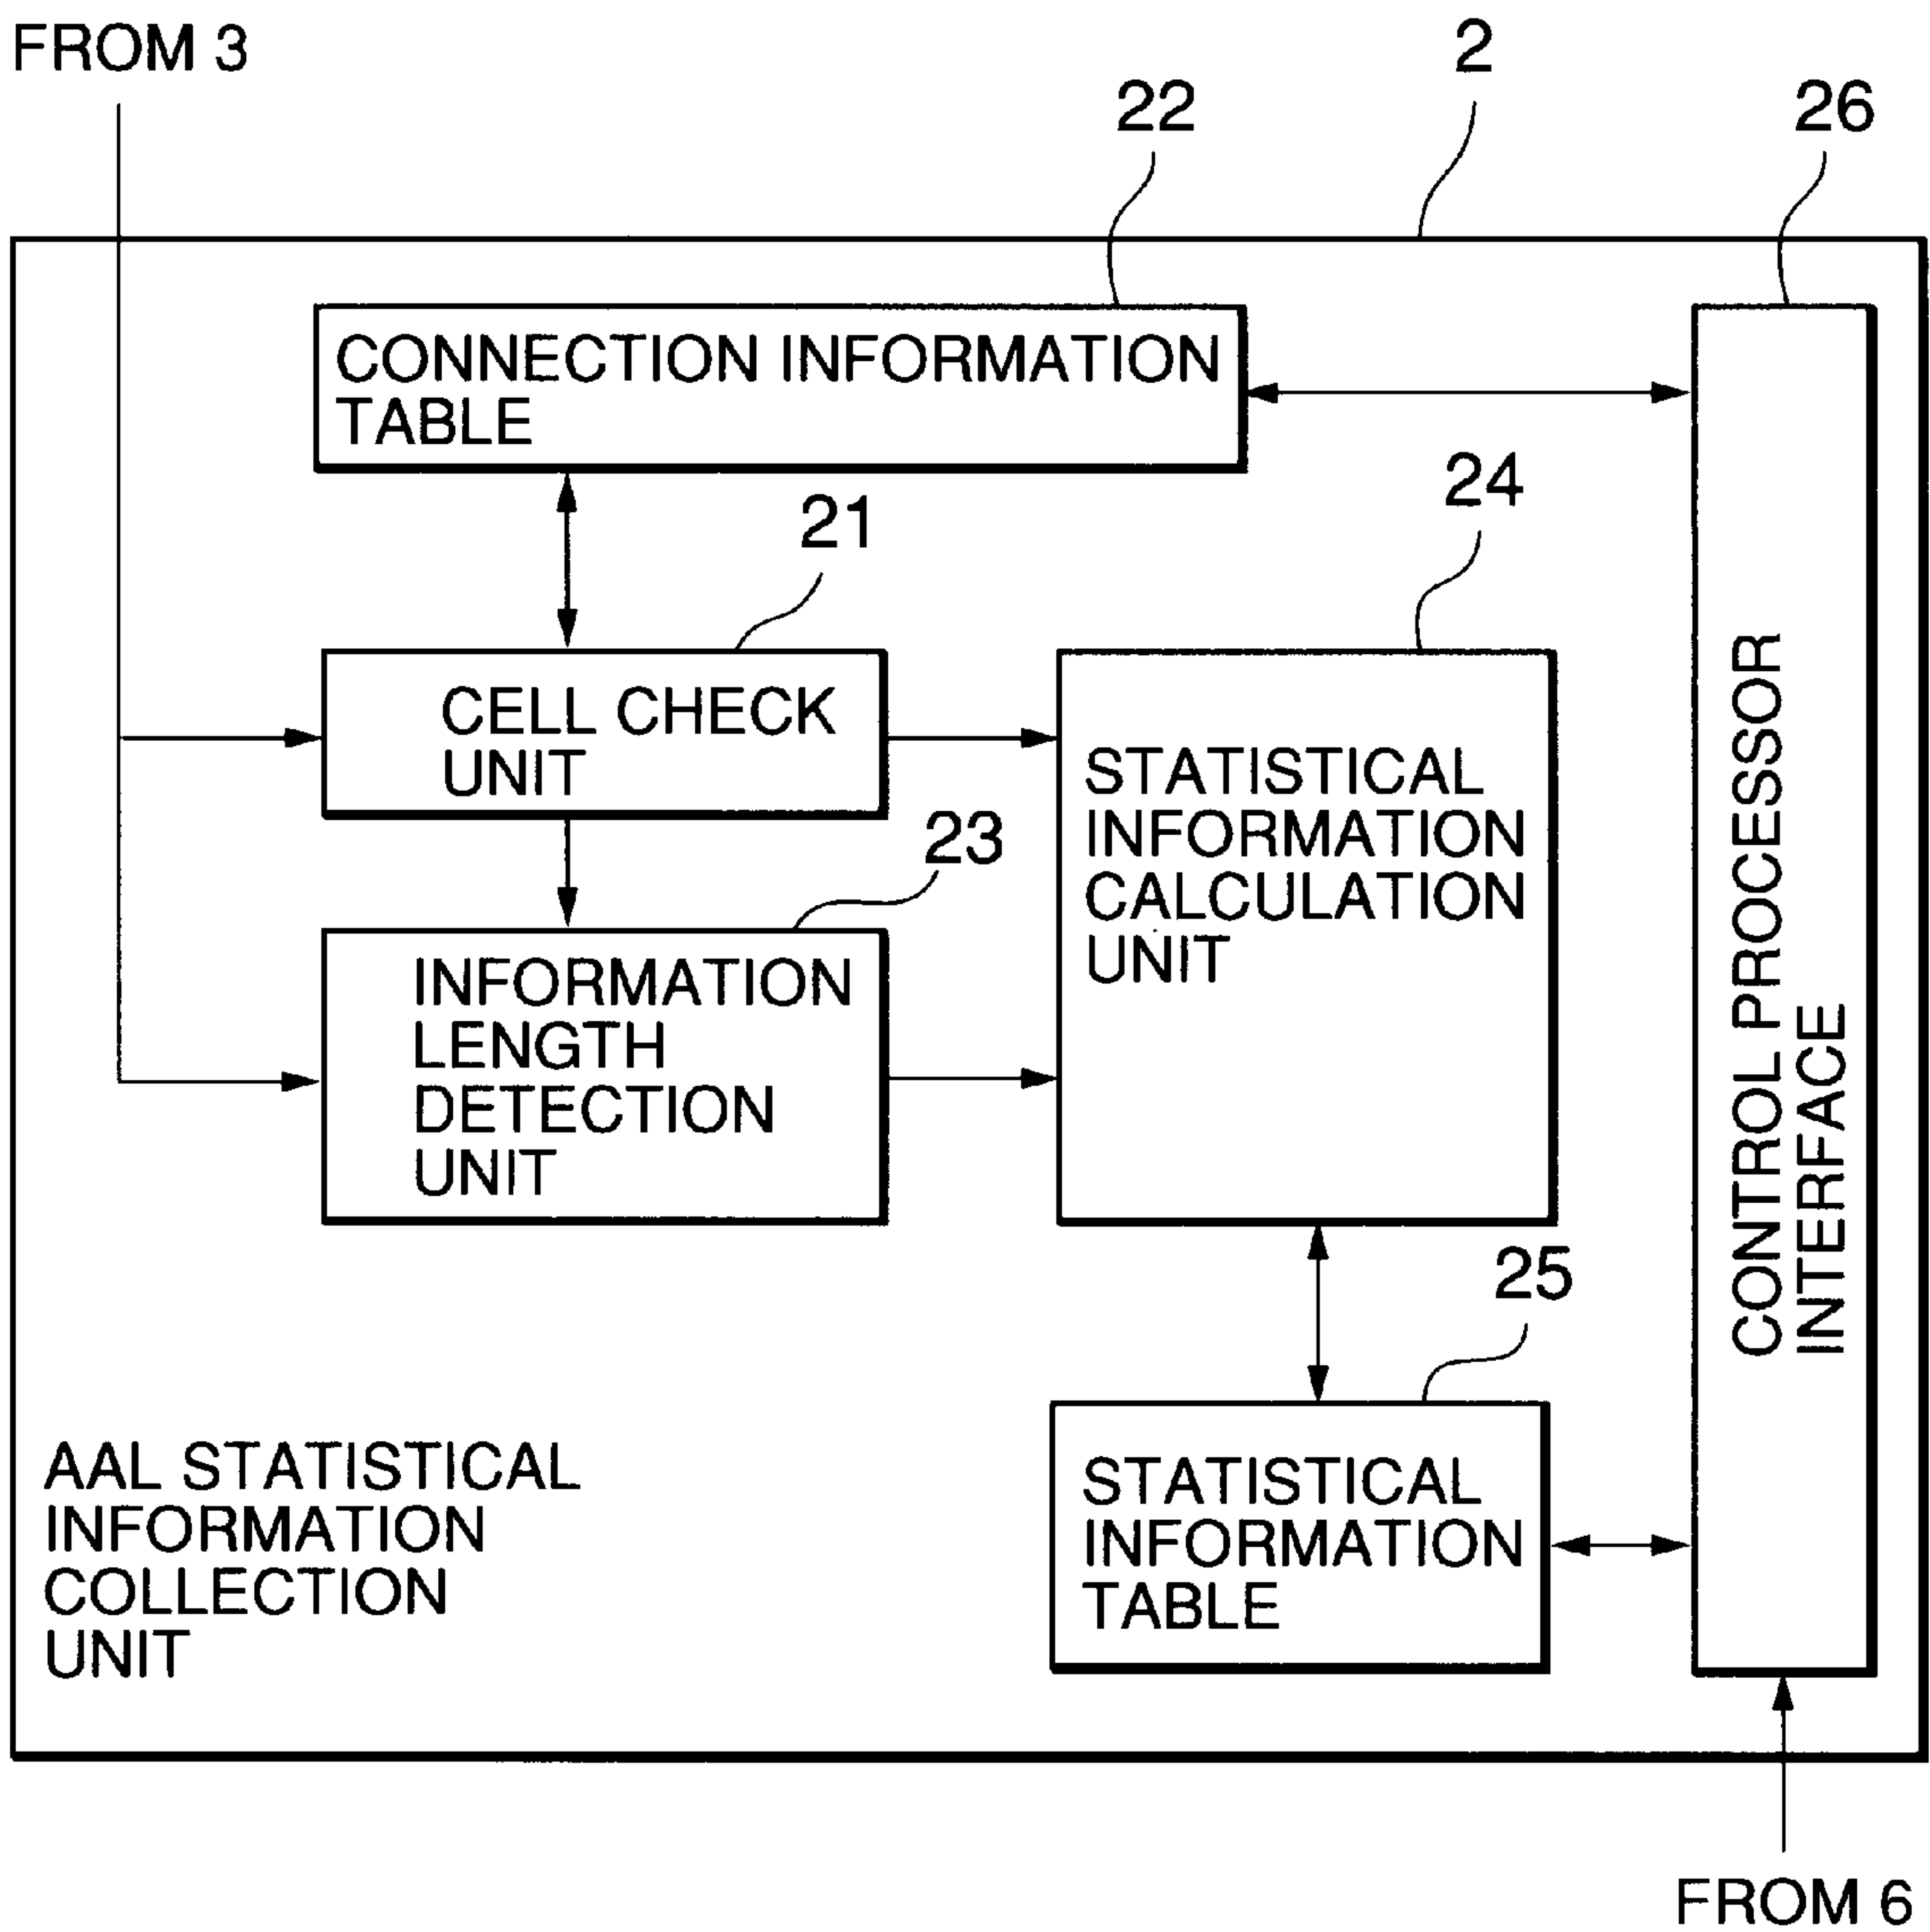 FROM 3
2
22
26
CONNECTION INFORMATION
TABLE
21
24
CELL CHECK
UNIT
23
STATISTICAL
INFORMATION
CALCULATION
UNIT
INFORMATION
LENGTH
DETECTION
UNIT
CONTROL PROCESSOR
INTERFACE
25
STATISTICAL
INFORMATION
TABLE
AAL STATISTICAL
INFORMATION
COLLECTION
UNIT
FROM 6